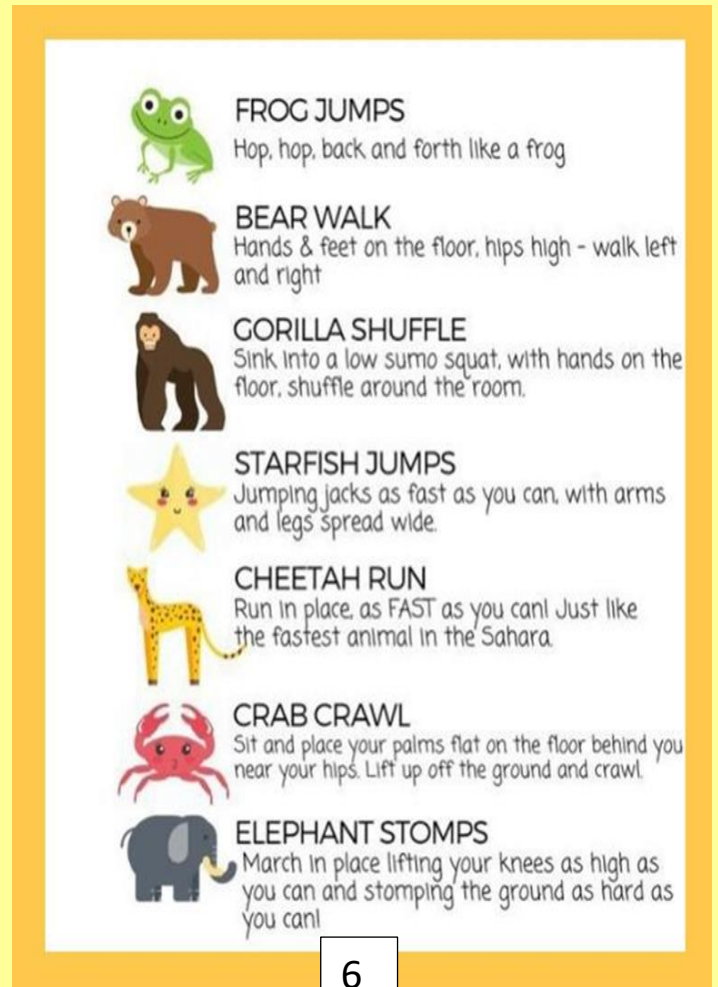 FROG JUMPS
Hop, hop, back and forth like a frog
BEAR WALK
Hands & feet on the floor, hips high - walk left
and right
GORILLA SHUFFLE
Sink into a low sumo squat, with hands on the
floor, shuffle around the room.
STARFISH JUMPS
Jumping jacks as fast as you can, with arms
and legs spread wide.
CHEETAH RUN
Run in place, as FAST as you can! Just like
the fastest animal in the Sahara
CRAB CRAWL
Sit and place your palms flat on the floor behind you
near your hips. Lift up off the ground and crawl.
ELEPHANT STOMPS
March in place lifting your knees as high as
you can and stomping the ground as hard as
you can!
6